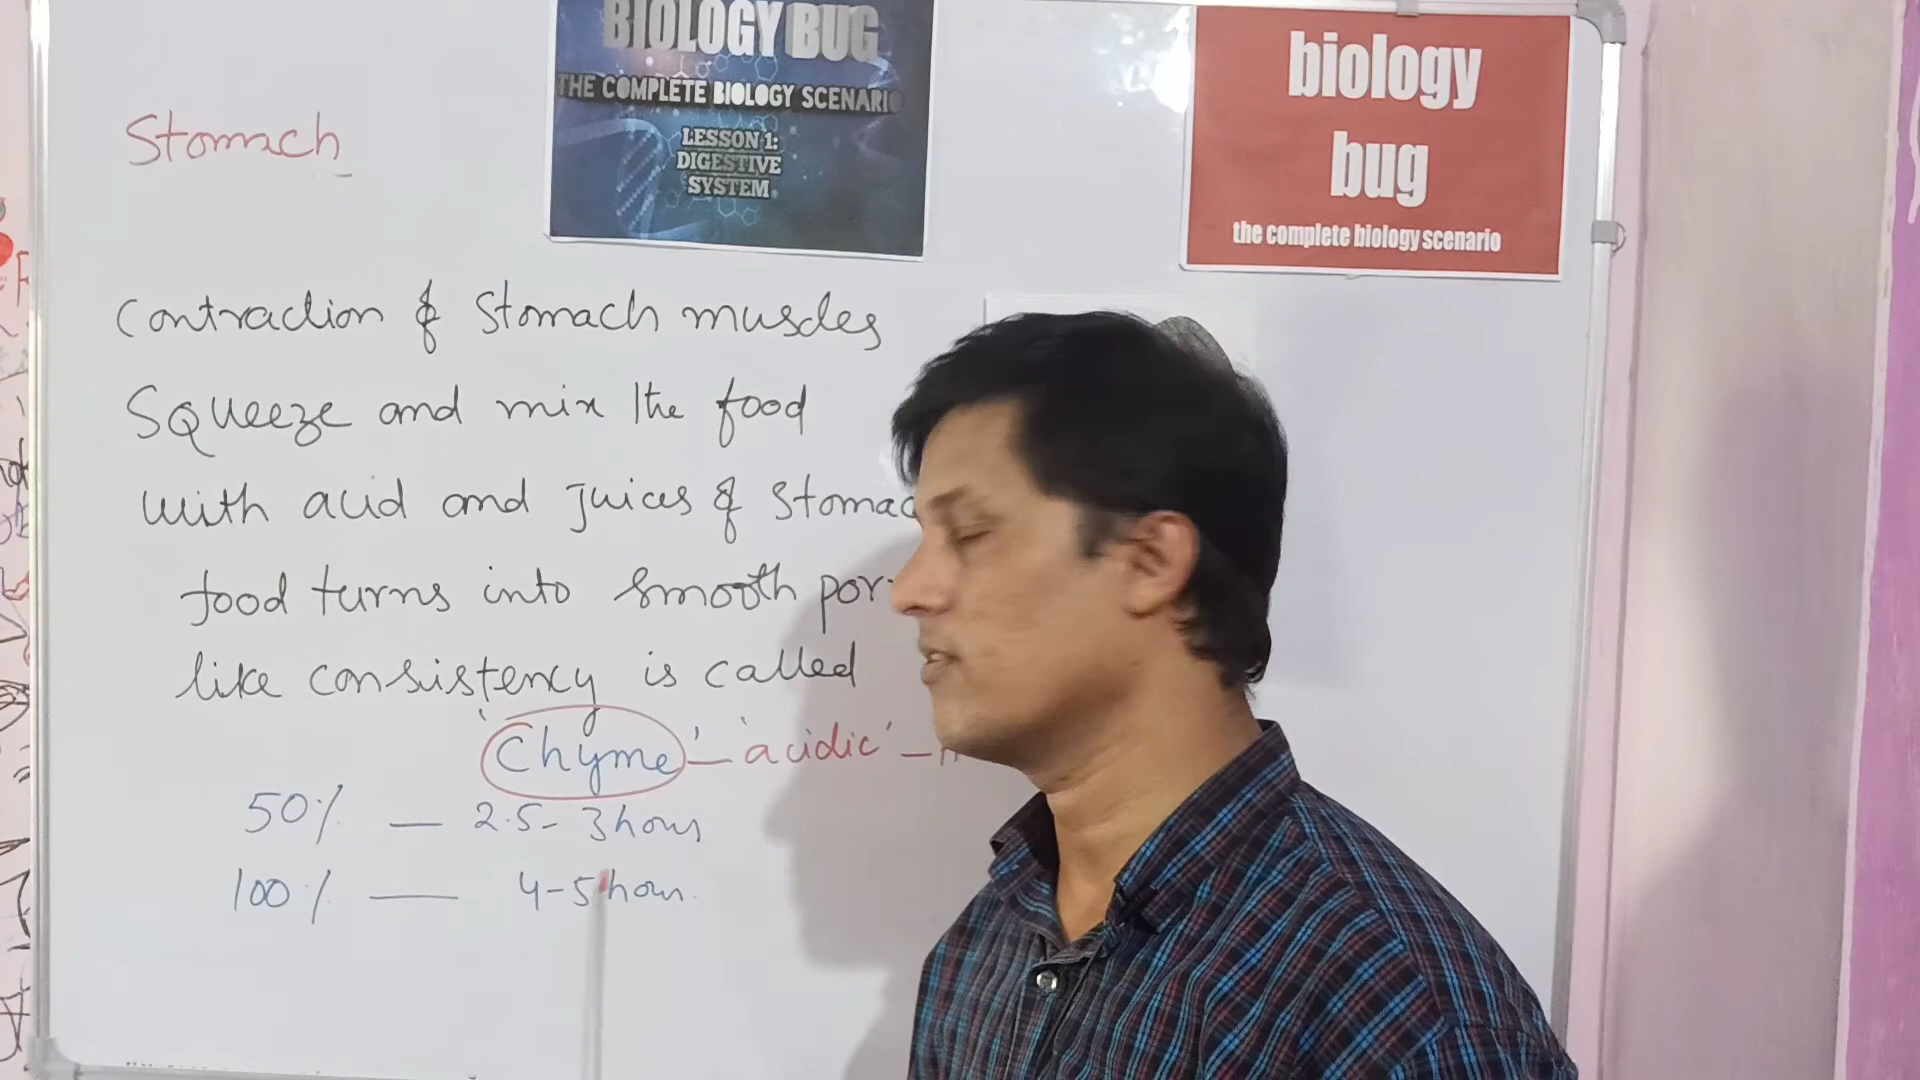 BIOLOGY BUG
THE COMPLETE BIOLOGY SCENARIO
LESSON 1:
DIGESTIVE
SYSTEM
biology
bug
the complete biology scenario
Stomach
Contraction of Stomach muscles
Squeeze and mix the food
with acid and Juices of Stomac
food turns into smooth por
like consistency is called
'Chyme' - 'acidic' -
50% — 2.5 - 3 hours
100% — 4-5 hours